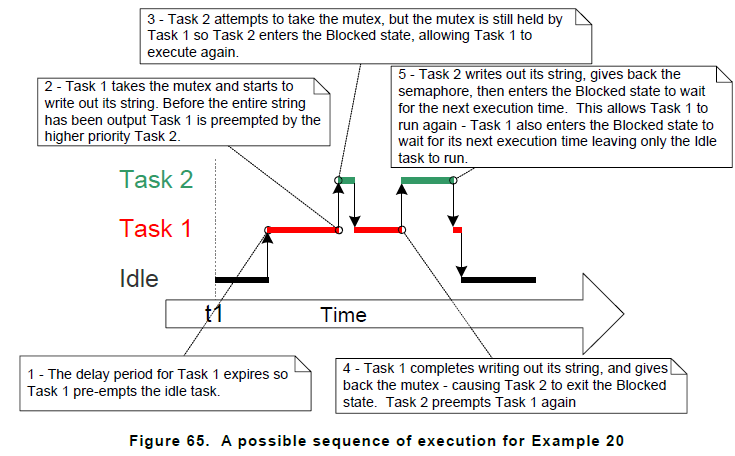 3 - Task 2 attempts to take the mutex, but the mutex is still held by
Task 1 so Task 2 enters the Blocked state, allowing Task 1 to
execute again.
2 - Task 1 takes the mutex and starts to
write out its string. Before the entire string
has been output Task 1 is preempted by the
higher priority Task 2.
5 - Task 2 writes out its string, gives back the
semaphore, then enters the Blocked state to wait
for the next execution time.  This allows Task 1 to
run again - Task 1 also enters the Blocked state to
wait for its next execution time leaving only the Idle
task to run.
Task 2
Task 1
Idle
t1
Time
1 - The delay period for Task 1 expires so
Task 1 pre-empts the idle task.
4 - Task 1 completes writing out its string, and gives
back the mutex - causing Task 2 to exit the Blocked
state.  Task 2 preempts Task 1 again
Figure 65.  A possible sequence of execution for Example 20